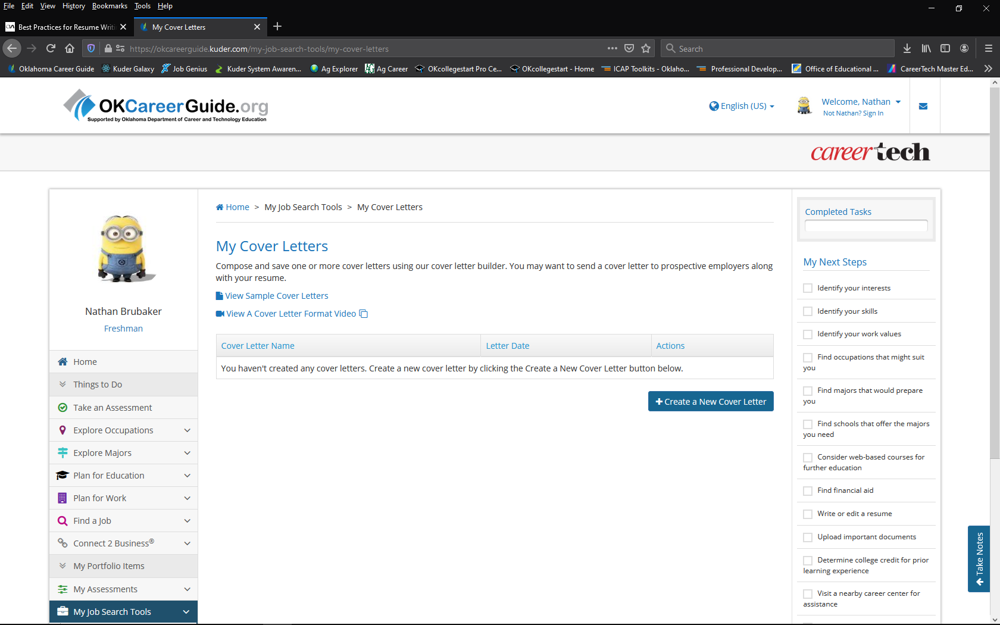 File Edit View History Bookmarks Tools Help
Best Practices for Resume Writi
My Cover Letters
https://okcareerguide.kuder.com/my-job-search-tools/my-cover-letters
Search
Oklahoma Career Guide Kuder Galaxy Job Genius Kuder System Awaren... Ag Explorer Ag Career OKcollegestart Pro Ce... OKcollegestart - Home ICAP Toolkits - Oklaho... Professional Develop... Office of Educational ... CareerTech Master Ed...
OKCareerGuide.org
Supported by Oklahoma Department of Career and Technology Education
English (US)
Welcome, Nathan
Not Nathan? Sign In
careertech
Nathan Brubaker
Freshman
Home
Things to Do
Take an Assessment
Explore Occupations
Explore Majors
Plan for Education
Plan for Work
Find a Job
Connect 2 Business®
My Portfolio Items
My Assessments
My Job Search Tools
Home > My Job Search Tools > My Cover Letters
My Cover Letters
Compose and save one or more cover letters using our cover letter builder. You may want to send a cover letter to prospective employers along
with your resume.
View Sample Cover Letters
View A Cover Letter Format Video
Cover Letter Name Letter Date Actions
You haven't created any cover letters. Create a new cover letter by clicking the Create a New Cover Letter button below.
Create a New Cover Letter
Completed Tasks
My Next Steps
Identify your interests
Identify your skills
Identify your work values
Find occupations that might suit
you
Find majors that would prepare
you
Find schools that offer the majors
you need
Consider web-based courses for
further education
Find financial aid
Write or edit a resume
Upload important documents
Determine college credit for prior
learning experience
Visit a nearby career center for
assistance
Take Notes